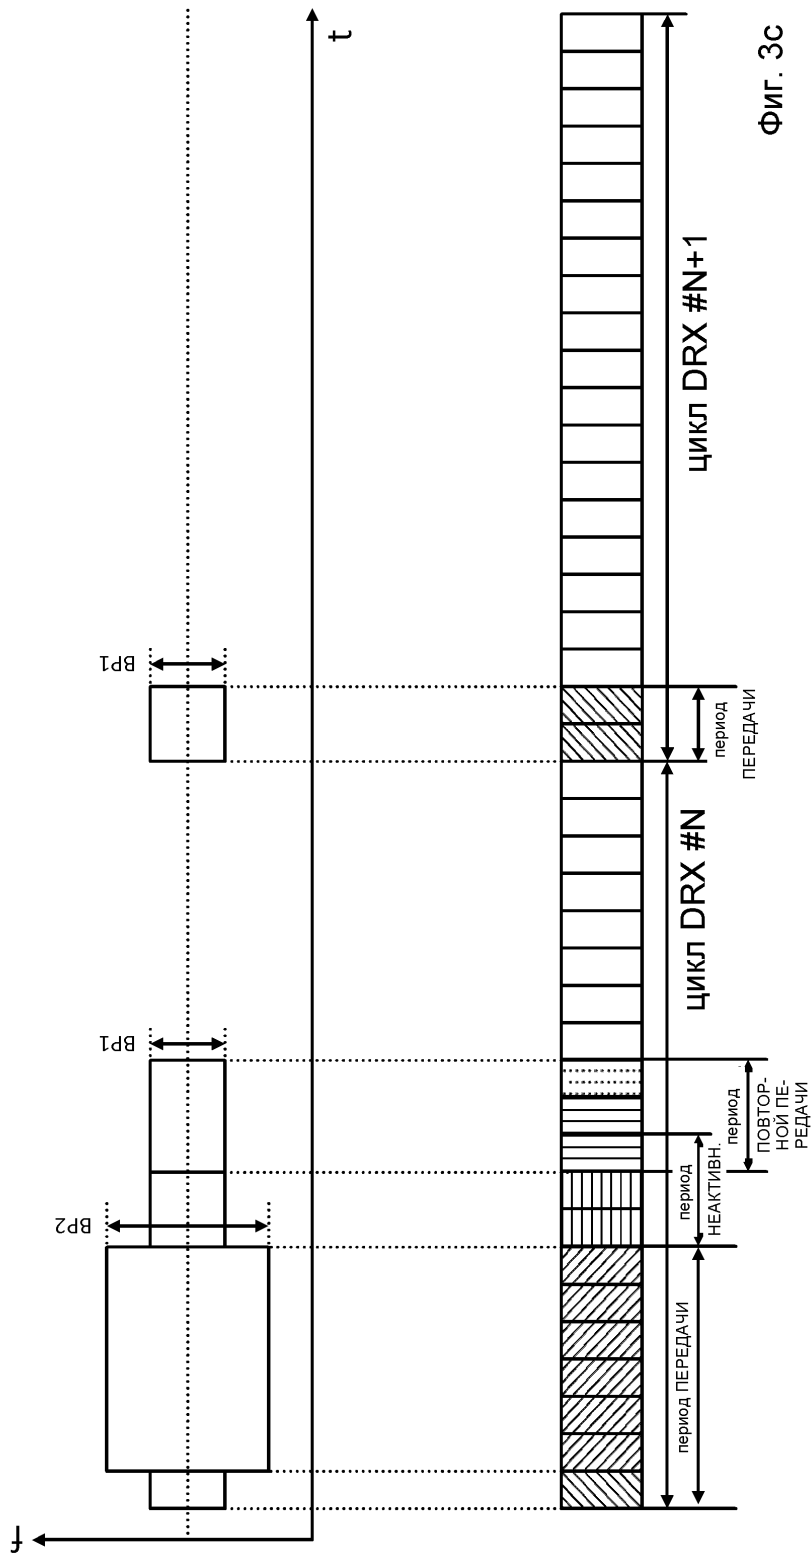 f
t
BP2
BP1
BP1
период ПЕРЕДАЧИ
период
НЕАКТИВН.
период
ПОВТОР-
НОЙ ПЕ-
РЕДАЧИ
период
ПЕРЕДАЧИ
цикл DRX #N
цикл DRX #N+1
Фиг. 3c